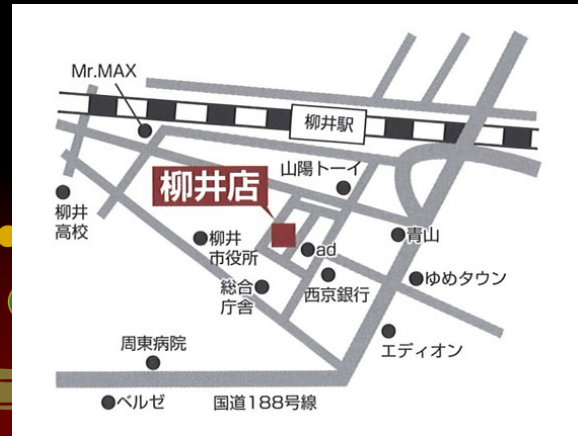 Mr.MAX
柳井駅
山陽トーイ
柳井店
柳井
高校
柳井
市役所
ad
青山
総合
庁舎
西京銀行
ゆめタウン
エディオン
周東病院
ベルゼ
国道188号線